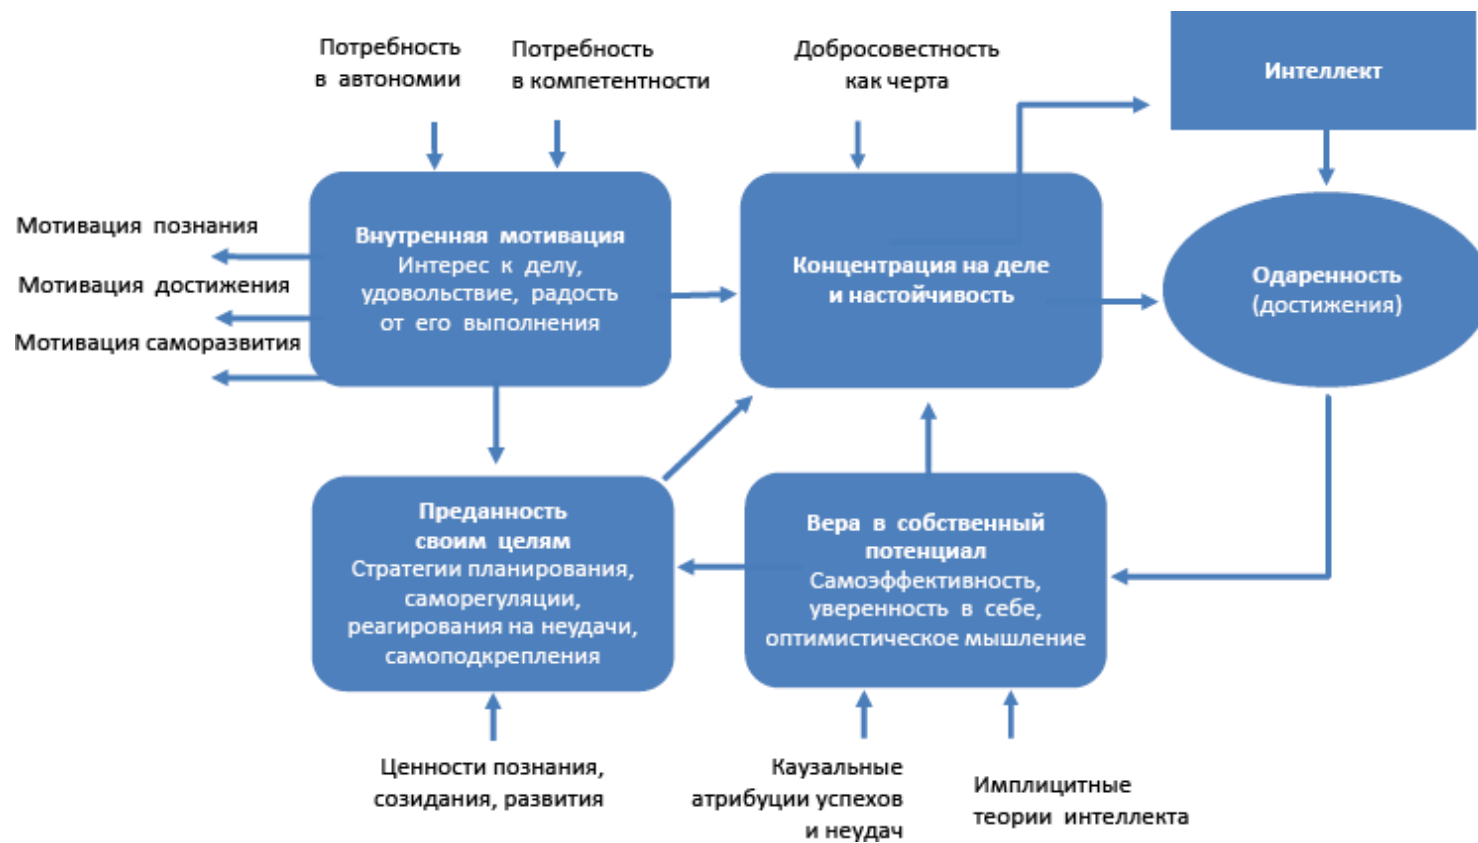 Потребность
в автономии
Потребность
в компетентности
Добросовестность
как черта
Интеллект
Мотивация познания
Мотивация достижения
Мотивация саморазвития
Внутренняя мотивация
Интерес к делу,
удовольствие, радость
от его выполнения
Концентрация на деле
и настойчивость
Одаренность
(достижения)
Преданность
своим целям
Стратегии планирования,
саморегуляции,
реагирования на неудачи,
самоподкрепления
Вера в собственный
потенциал
Самоэффективность,
уверенность в себе,
оптимистическое мышление
Ценности познания,
созидания, развития
Каузальные
атрибуции успехов
и неудач
Имплицитные
теории интеллекта